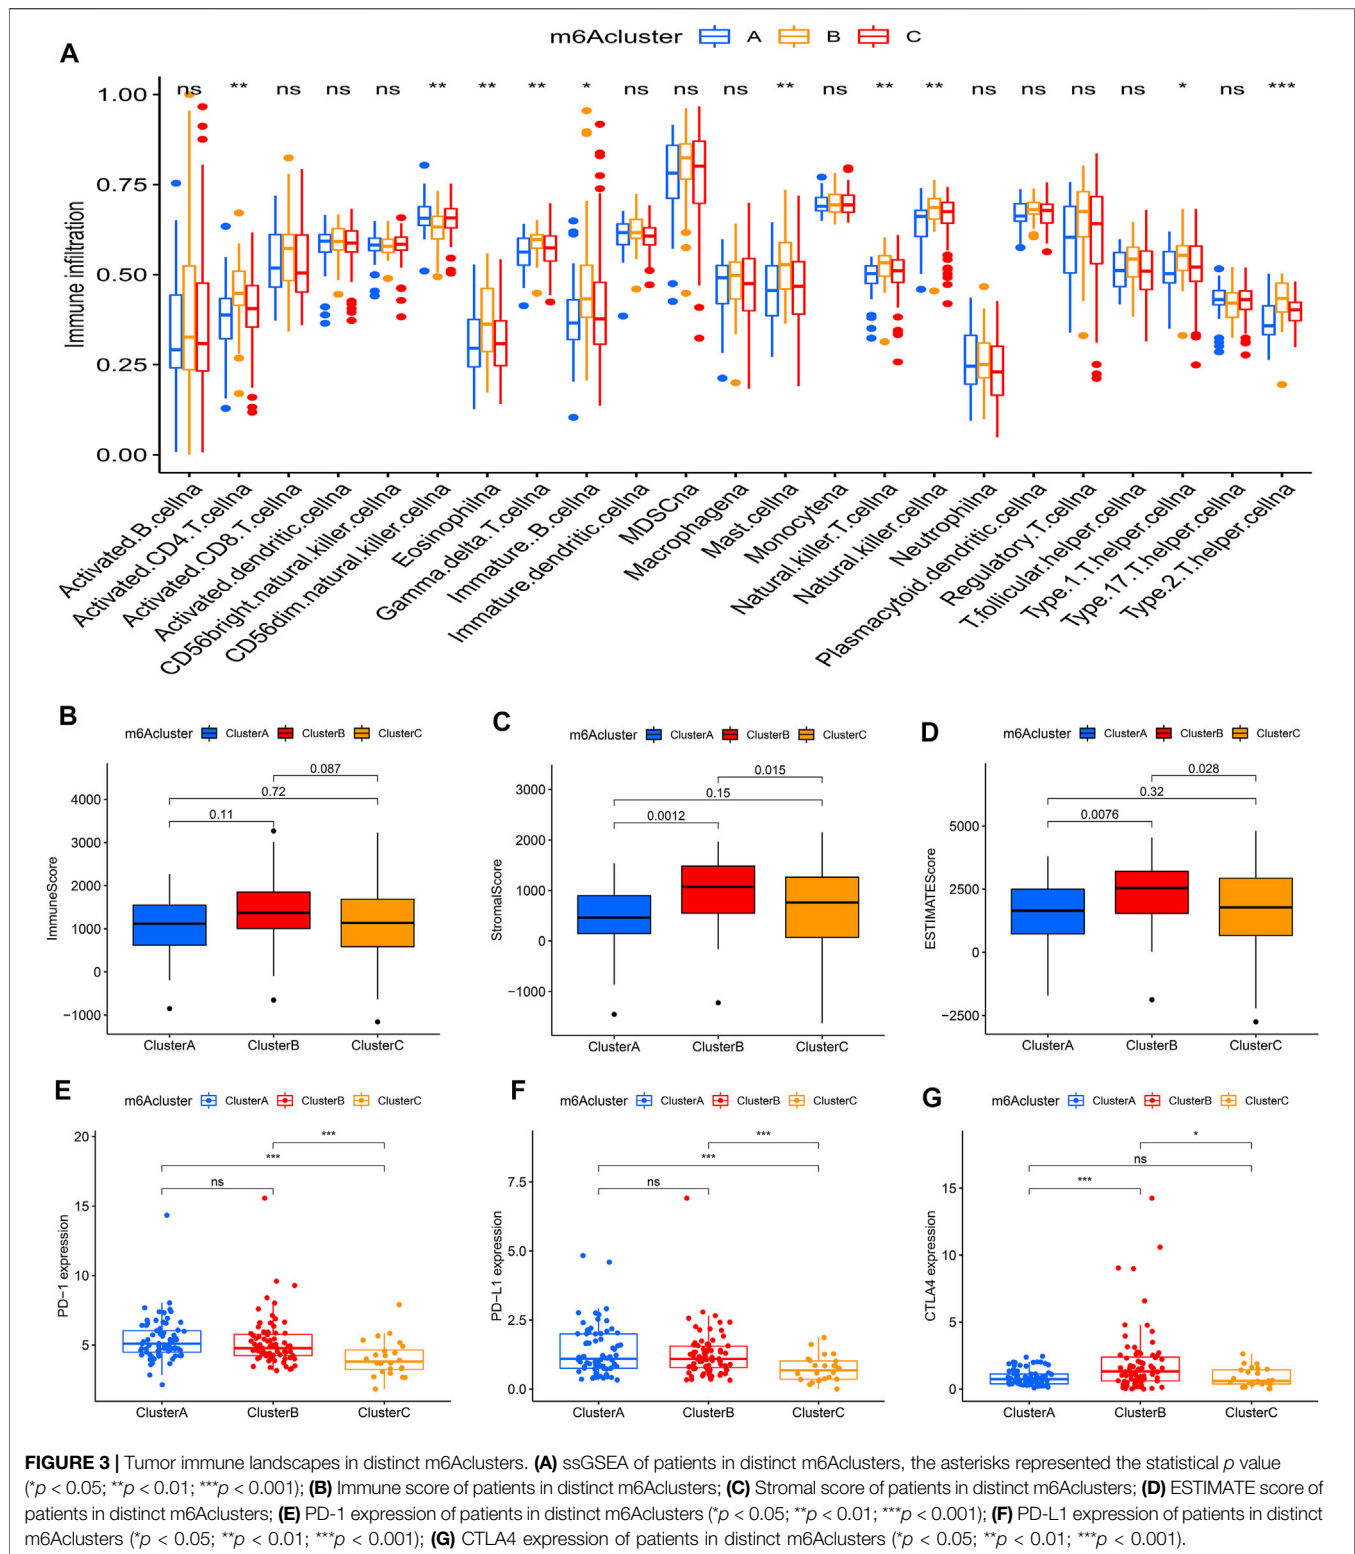 m6Acluster A B C
A
ns ** ns ns ns ** ** ** * ns ns ns ** ns ** ** ns ns ns ns * ns ***
1.00
0.75
0.50
0.25
0.00
Immune infiltration
Activated.B.cellna
Activated.CD4.T.cellna
Activated.CD8.T.cellna
Activated.dendritic.cellna
CD56bright.natural.killer.cellna
CD56dim.natural.killer.cellna
Eosinophilna
Gamma.delta.T.cellna
Immature..B.cellna
Immature.dendritic.cellna
MDSCna
Macrophagena
Mast.cellna
Monocytena
Natural.killer.T.cellna
Natural.killer.cellna
Neutrophilna
Plasmacytoid.dendritic.cellna
Regulatory.T.cellna
T.follicular.helper.cellna
Type.1.T.helper.cellna
Type.17.T.helper.cellna
Type.2.T.helper.cellna
B
m6Acluster ClusterA ClusterB ClusterC
0.087
0.72
0.11
4000
3000
2000
1000
0
−1000
ImmuneScore
ClusterA ClusterB ClusterC
C
m6Acluster ClusterA ClusterB ClusterC
0.015
0.15
0.0012
3000
2000
1000
0
−1000
StromalScore
ClusterA ClusterB ClusterC
D
m6Acluster ClusterA ClusterB ClusterC
0.028
0.32
0.0076
5000
2500
0
−2500
ESTIMATEScore
ClusterA ClusterB ClusterC
E
m6Acluster ClusterA ClusterB ClusterC
***
***
ns
20
15
10
5
PD−1 expression
ClusterA ClusterB ClusterC
F
m6Acluster ClusterA ClusterB ClusterC
***
***
ns
7.5
5.0
2.5
0.0
PD−L1 expression
ClusterA ClusterB ClusterC
G
m6Acluster ClusterA ClusterB ClusterC
*
ns
***
15
10
5
0
CTLA4 expression
ClusterA ClusterB ClusterC
FIGURE 3 | Tumor immune landscapes in distinct m6Aclusters. (A) ssGSEA of patients in distinct m6Aclusters, the asterisks represented the statistical p value
(*p < 0.05; **p < 0.01; ***p < 0.001); (B) Immune score of patients in distinct m6Aclusters; (C) Stromal score of patients in distinct m6Aclusters; (D) ESTIMATE score of
patients in distinct m6Aclusters; (E) PD-1 expression of patients in distinct m6Aclusters (*p < 0.05; **p < 0.01; ***p < 0.001); (F) PD-L1 expression of patients in distinct
m6Aclusters (*p < 0.05; **p < 0.01; ***p < 0.001); (G) CTLA4 expression of patients in distinct m6Aclusters (*p < 0.05; **p < 0.01; ***p < 0.001).